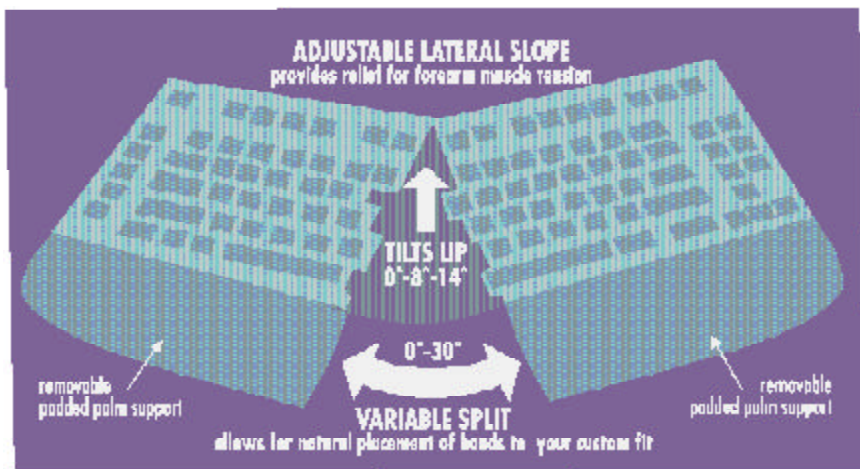 ADJUSTABLE LATERAL SLOPE
provides relief for forearm muscle tension
TILTS UP
0°-8°-14°
0°-30°
removable
padded palm support
removable
padded palm support
VARIABLE SPLIT
allows for natural placement of hands to your custom fit